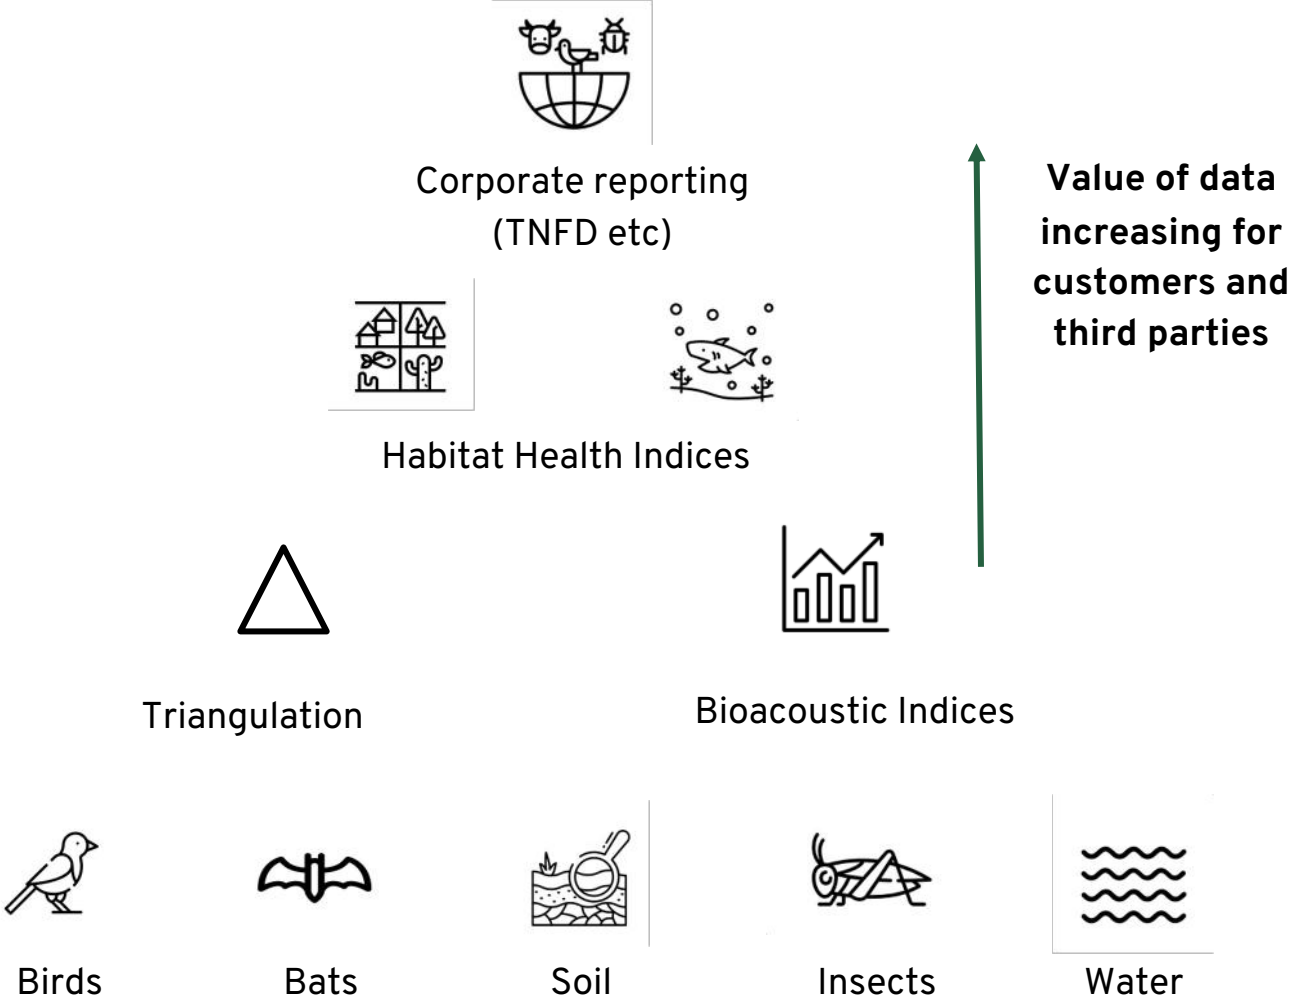 Corporate reporting
(TNFD etc)
Value of data
increasing for
customers and
third parties
Habitat Health Indices
Triangulation
Bioacoustic Indices
Birds
Bats
Soil
Insects
Water